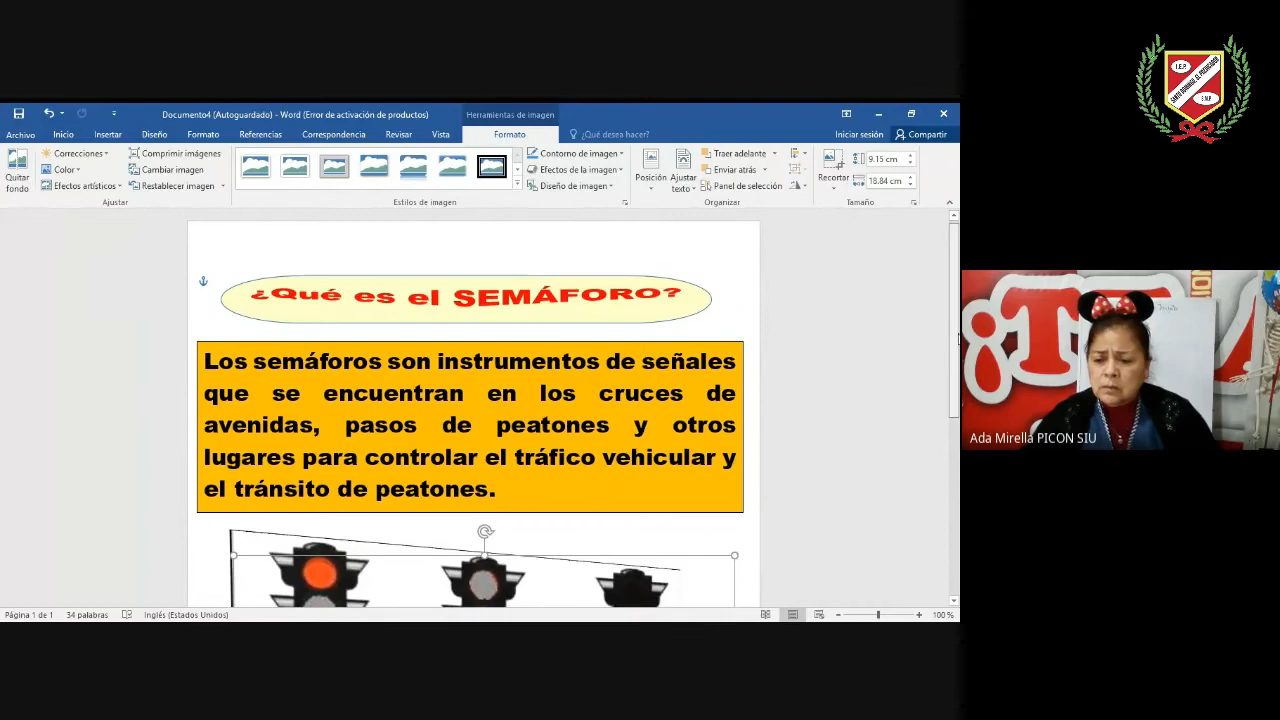 Documento4 (Autoguardado) - Word (Error de activación de productos)
Herramientas de imagen
Archivo Inicio Insertar Diseño Formato Referencias Correspondencia Revisar Vista Formato ¿Qué desea hacer? Iniciar sesión Compartir
Quitar fondo
Correcciones
Color
Efectos artísticos
Comprimir imágenes
Cambiar imagen
Restablecer imagen
Ajustar
Estilos de imagen
Contorno de imagen
Efectos de la imagen
Diseño de imagen
Posición
Ajustar texto
Traer adelante
Enviar atrás
Panel de selección
Organizar
Recortar
9.15 cm
18.84 cm
Tamaño
¿Qué es el SEMÁFORO?
Los semáforos son instrumentos de señales
que se encuentran en los cruces de
avenidas, pasos de peatones y otros
lugares para controlar el tráfico vehicular y
el tránsito de peatones.
Página 1 de 1 34 palabras Inglés (Estados Unidos) 100 %
I.E.P.
Ada Mirella PICON SIU